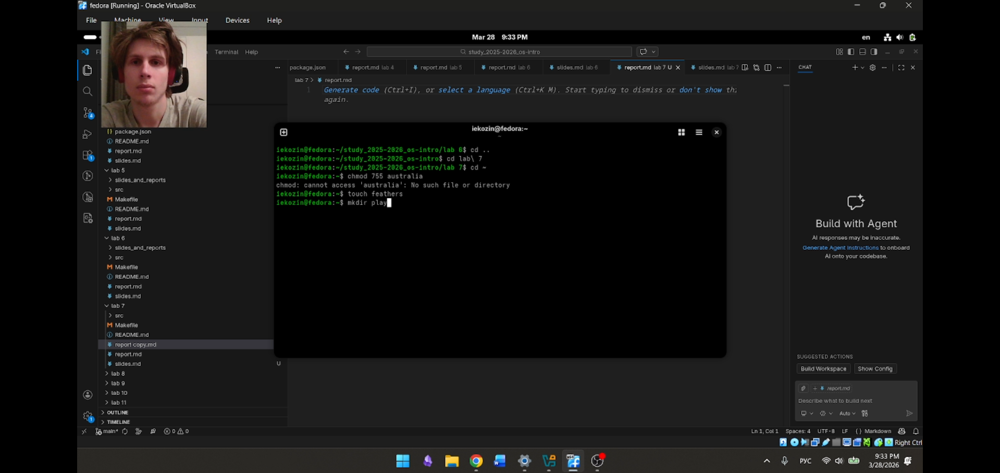 fedora [Running] - Oracle VirtualBox
File Machine View Input Devices Help
Mar 28 9:33 PM
en
Terminal Help
study_2025-2026_os-intro
package.json
report.md lab 4
report.md lab 5
report.md lab 6
slides.md lab 6
report.md lab 7 U
slides.md lab 7
CHAT
lab 7 > report.md
1 Generate code (Ctrl+I), or select a language (Ctrl+K M). Start typing to dismiss or don't show thi
again.
package.json
README.md
report.md
slides.md
lab 5
slides_and_reports
src
Makefile
README.md
report.md
slides.md
lab 6
slides_and_reports
src
Makefile
README.md
report.md
slides.md
lab 7
src
Makefile
README.md
report copy.md
report.md
slides.md U
lab 8
lab 9
lab 10
lab 11
OUTLINE
TIMELINE
iekozin@fedora:~
~
iekozin@fedora:~/study_2025-2026_os-intro/lab 6$ cd ..
iekozin@fedora:~/study_2025-2026_os-intro$ cd lab\ 7
iekozin@fedora:~/study_2025-2026_os-intro/lab 7$ cd ~
iekozin@fedora:~$ chmod 755 australia
chmod: cannot access 'australia': No such file or directory
iekozin@fedora:~$ touch feathers
iekozin@fedora:~$ mkdir play
Build with Agent
AI responses may be inaccurate.
Generate Agent Instructions to onboard
AI onto your codebase.
SUGGESTED ACTIONS
Build Workspace
Show Config
+ report.md
Describe what to build next
Auto
main* 0 0
Ln 1, Col 1 Spaces: 4 UTF-8 LF { } Markdown
Right Ctrl
РУС
9:33 PM
3/28/2026